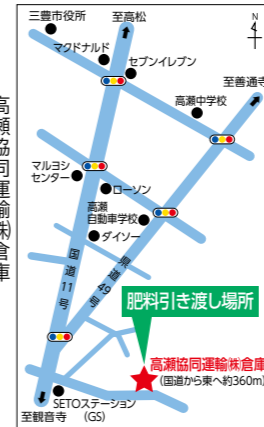 高瀬協同運輸㈱倉庫
N
三豊市役所
至高松
マクドナルド
セブンイレブン
至善通寺
高瀬中学校
マルヨシ
センター
ローソン
高瀬
自動車学校
ダイソー
国道11号
県道49号
肥料引き渡し場所
高瀬協同運輸㈱倉庫
(国道から東へ約360m)
SETOステーション
(GS)
至観音寺